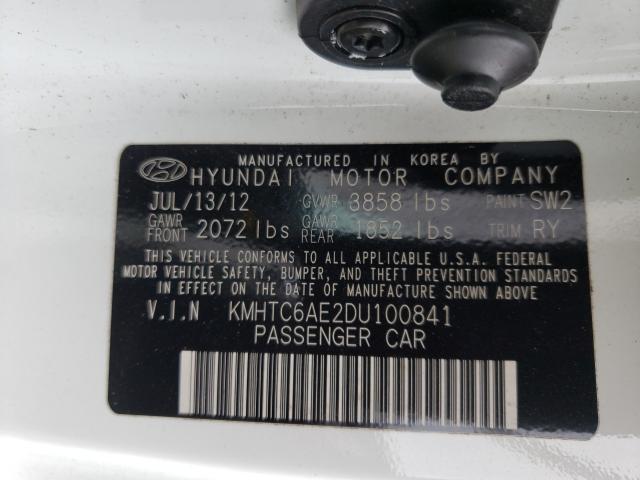 MANUFACTURED IN KOREA BY
HYUNDAI MOTOR COMPANY
JUL/13/12 GVWR 3858 lbs PAINT SW2
GAWR FRONT 2072 lbs GAWR REAR 1852 lbs TRIM RY
THIS VEHICLE CONFORMS TO ALL APPLICABLE U.S.A. FEDERAL
MOTOR VEHICLE SAFETY, BUMPER, AND THEFT PREVENTION STANDARDS
IN EFFECT ON THE DATE OF MANUFACTURE SHOWN ABOVE
V.I.N KMHTC6AE2DU100841
PASSENGER CAR